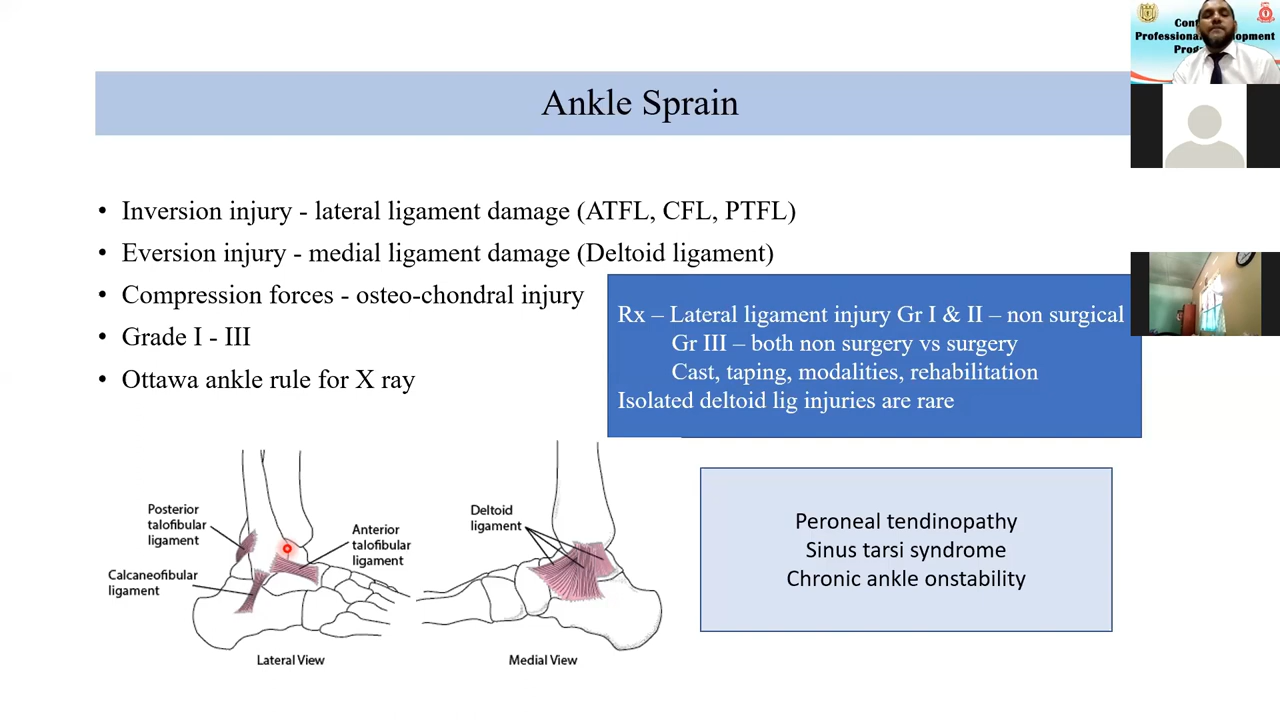 Ankle Sprain
• Inversion injury - lateral ligament damage (ATFL, CFL, PTFL)
• Eversion injury - medial ligament damage (Deltoid ligament)
• Compression forces - osteo-chondral injury
• Grade I - III
• Ottawa ankle rule for X ray
Rx – Lateral ligament injury Gr I & II – non surgical
Gr III – both non surgery vs surgery
Cast, taping, modalities, rehabilitation
Isolated deltoid lig injuries are rare
Posterior
talofibular
ligament
Calcaneofibular
ligament
Anterior
talofibular
ligament
Lateral View
Deltoid
ligament
Medial View
Peroneal tendinopathy
Sinus tarsi syndrome
Chronic ankle onstability
Professional